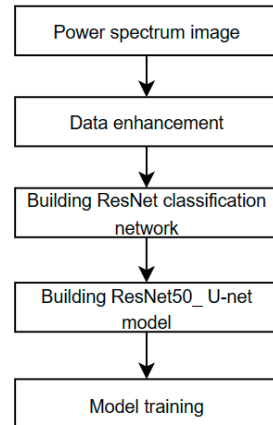 Power spectrum image
Data enhancement
Building ResNet classification
network
Building ResNet50_ U-net
model
Model training